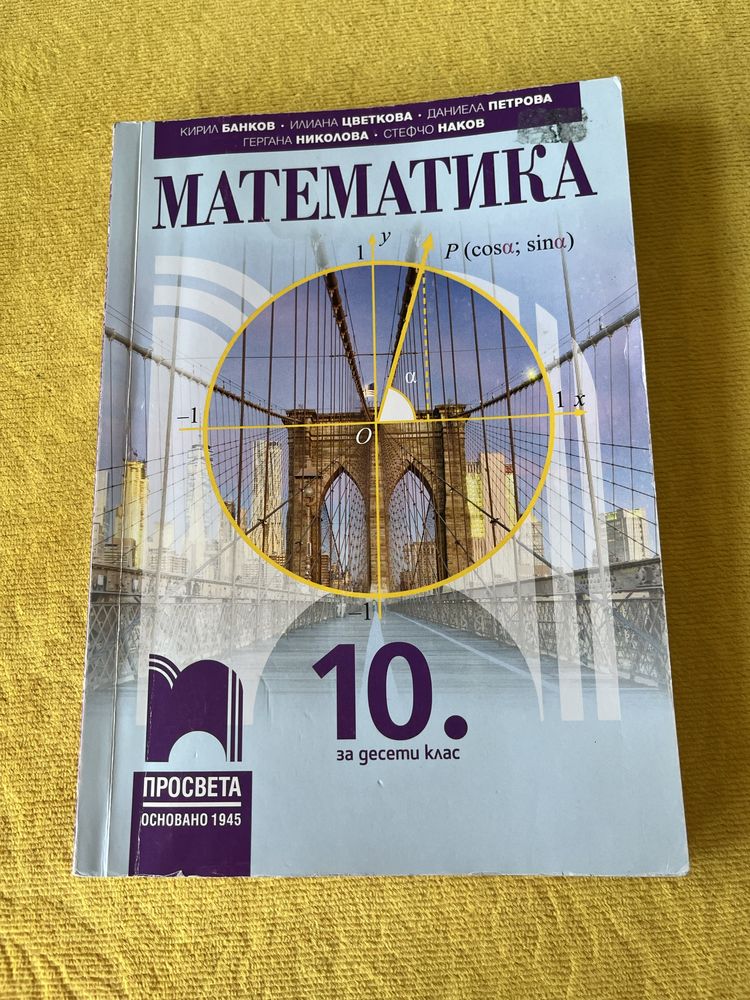 КИРИЛ БАНКОВ • ИЛИАНА ЦВЕТКОВА • ДАНИЕЛА ПЕТРОВА
ГЕРГАНА НИКОЛОВА • СТЕФЧО НАКОВ
МАТЕМАТИКА
1 y P (cosα; sinα)
α
–1 1 x
O
–1
10.
за десети клас
ПРОСВЕТА
ОСНОВАНО 1945